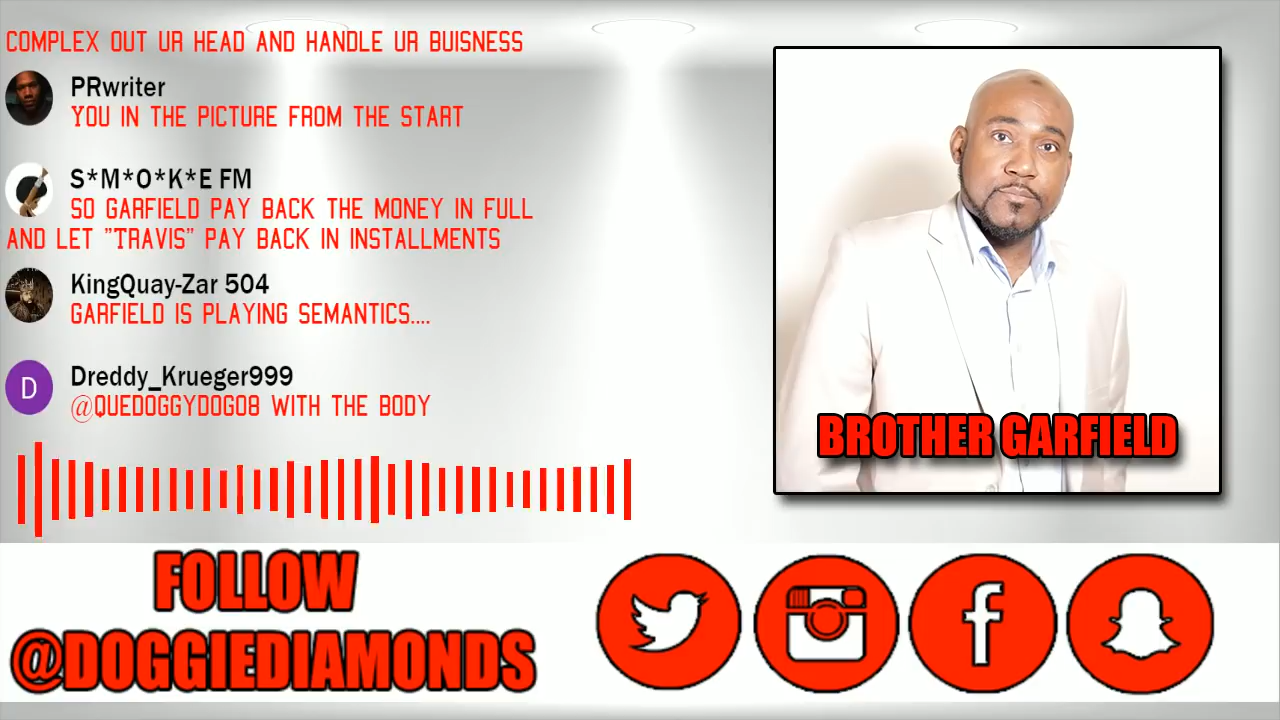 COMPLEX OUT UR HEAD AND HANDLE UR BUISNESS
PRwriter
YOU IN THE PICTURE FROM THE START
S*M*O*K*E FM
SO GARFIELD PAY BACK THE MONEY IN FULL
AND LET "TRAVIS" PAY BACK IN INSTALLMENTS
KingQuay-Zar 504
GARFIELD IS PLAYING SEMANTICS....
D
Dreddy_Krueger999
@QUEDOGGYDOG08 WITH THE BODY
BROTHER GARFIELD
FOLLOW
@DOGGIEDIAMONDS